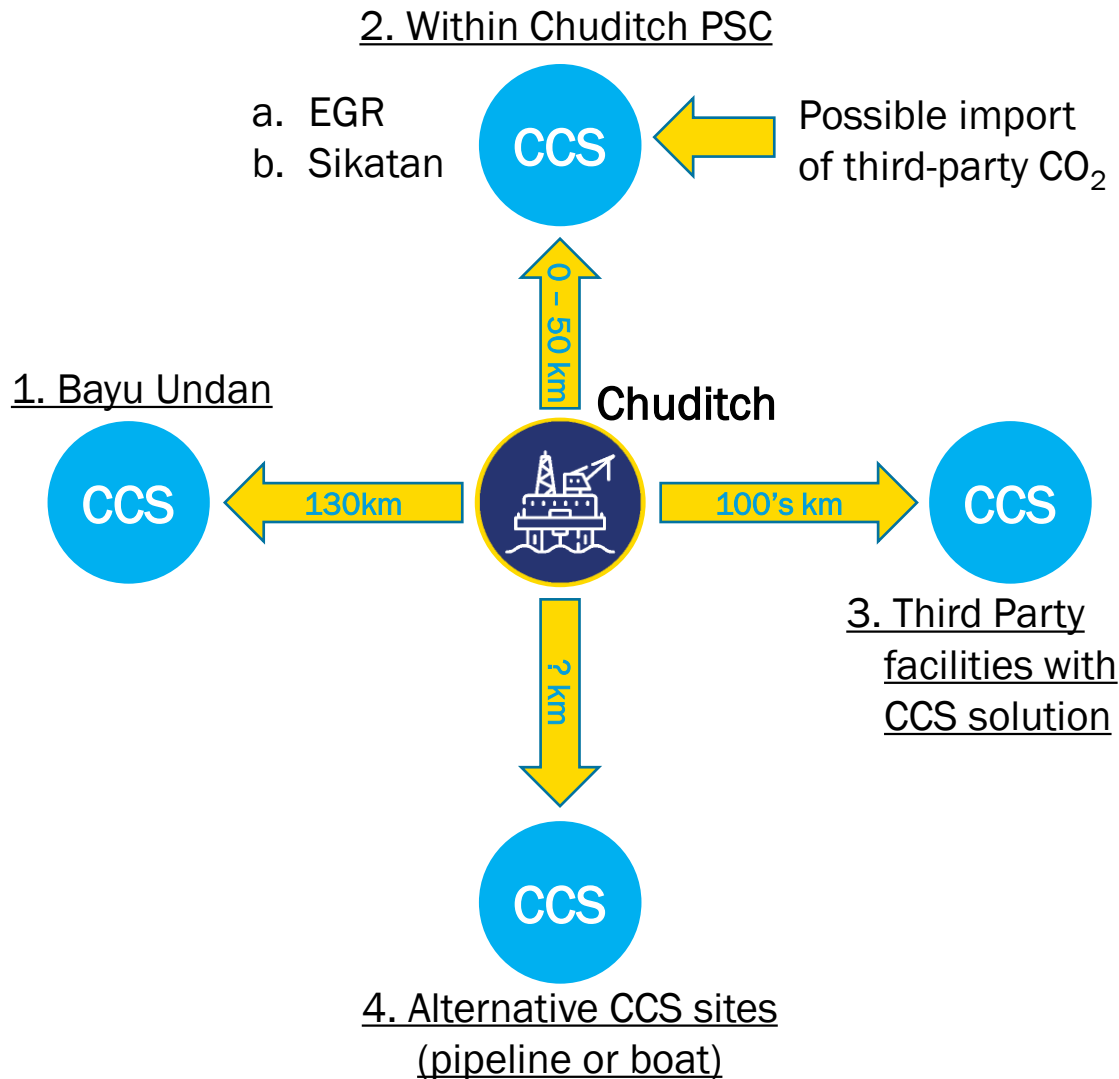 2. Within Chuditch PSC
a. EGR
b. Sikatan
CCS
Possible import
of third-party CO₂
0 – 50 km
1. Bayu Undan
Chuditch
CCS
130km
100's km
CCS
3. Third Party
facilities with
CCS solution
? km
CCS
4. Alternative CCS sites
(pipeline or boat)